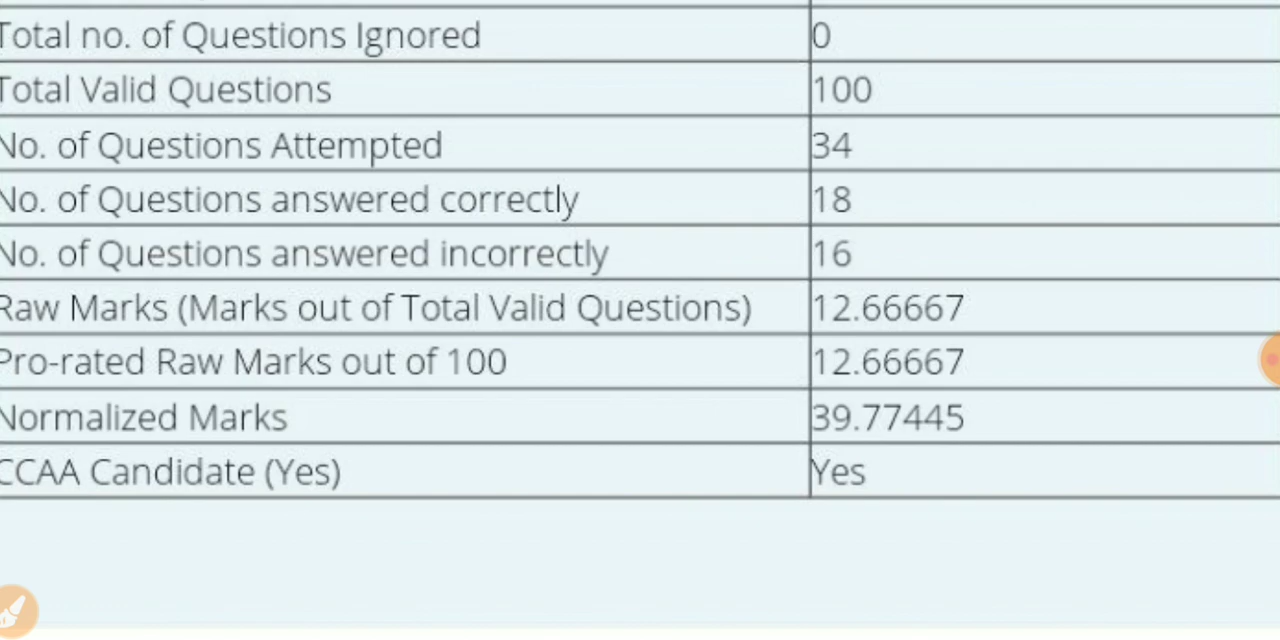 Total no. of Questions Ignored 0
Total Valid Questions 100
No. of Questions Attempted 34
No. of Questions answered correctly 18
No. of Questions answered incorrectly 16
Raw Marks (Marks out of Total Valid Questions) 12.66667
Pro-rated Raw Marks out of 100 12.66667
Normalized Marks 39.77445
CCAA Candidate (Yes) Yes